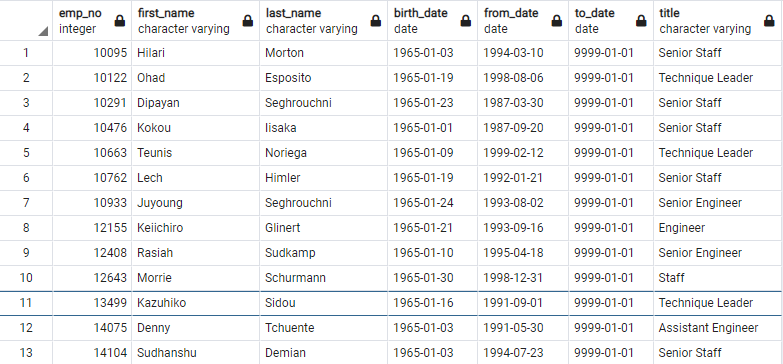 emp_no first_name last_name birth_date from_date to_date title
integer character varying character varying date date date character varying
1 10095 Hilari Morton 1965-01-03 1994-03-10 9999-01-01 Senior Staff
2 10122 Ohad Esposito 1965-01-19 1998-08-06 9999-01-01 Technique Leader
3 10291 Dipayan Seghrouchni 1965-01-23 1987-03-30 9999-01-01 Senior Staff
4 10476 Kokou Iisaka 1965-01-01 1987-09-20 9999-01-01 Senior Staff
5 10663 Teunis Noriega 1965-01-09 1999-02-12 9999-01-01 Technique Leader
6 10762 Lech Himler 1965-01-19 1992-01-21 9999-01-01 Senior Staff
7 10933 Juyoung Seghrouchni 1965-01-24 1993-08-02 9999-01-01 Senior Engineer
8 12155 Keiichiro Glinert 1965-01-21 1993-09-16 9999-01-01 Engineer
9 12408 Rasiah Sudkamp 1965-01-10 1995-04-18 9999-01-01 Senior Engineer
10 12643 Morrie Schurmann 1965-01-30 1998-12-31 9999-01-01 Staff
11 13499 Kazuhiko Sidou 1965-01-16 1991-09-01 9999-01-01 Technique Leader
12 14075 Denny Tchuente 1965-01-03 1991-05-30 9999-01-01 Assistant Engineer
13 14104 Sudhanshu Demian 1965-01-03 1994-07-23 9999-01-01 Senior Staff